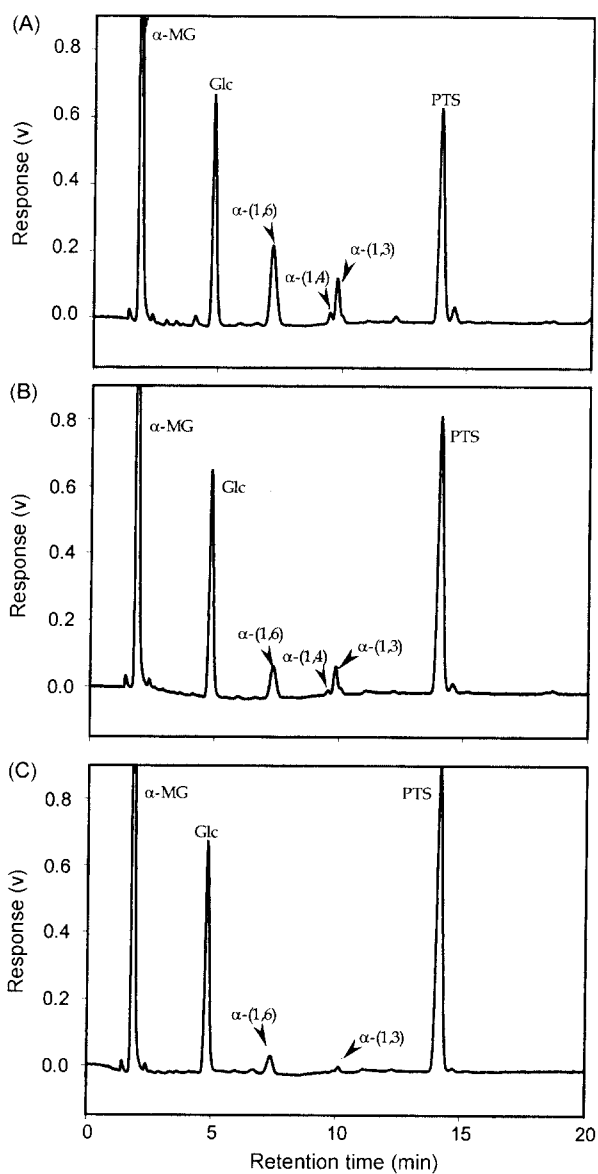 (A)
α-MG
Glc
PTS
α-(1,6)
α-(1,3)
α-(1,4)
0.8
0.6
0.4
0.2
0.0
Response (v)
(B)
α-MG
PTS
Glc
α-(1,6)
α-(1,4)
α-(1,3)
0.8
0.6
0.4
0.2
0.0
Response (v)
(C)
α-MG
PTS
Glc
α-(1,6)
α-(1,3)
0.8
0.6
0.4
0.2
0.0
Response (v)
0 5 10 15 20
Retention time (min)